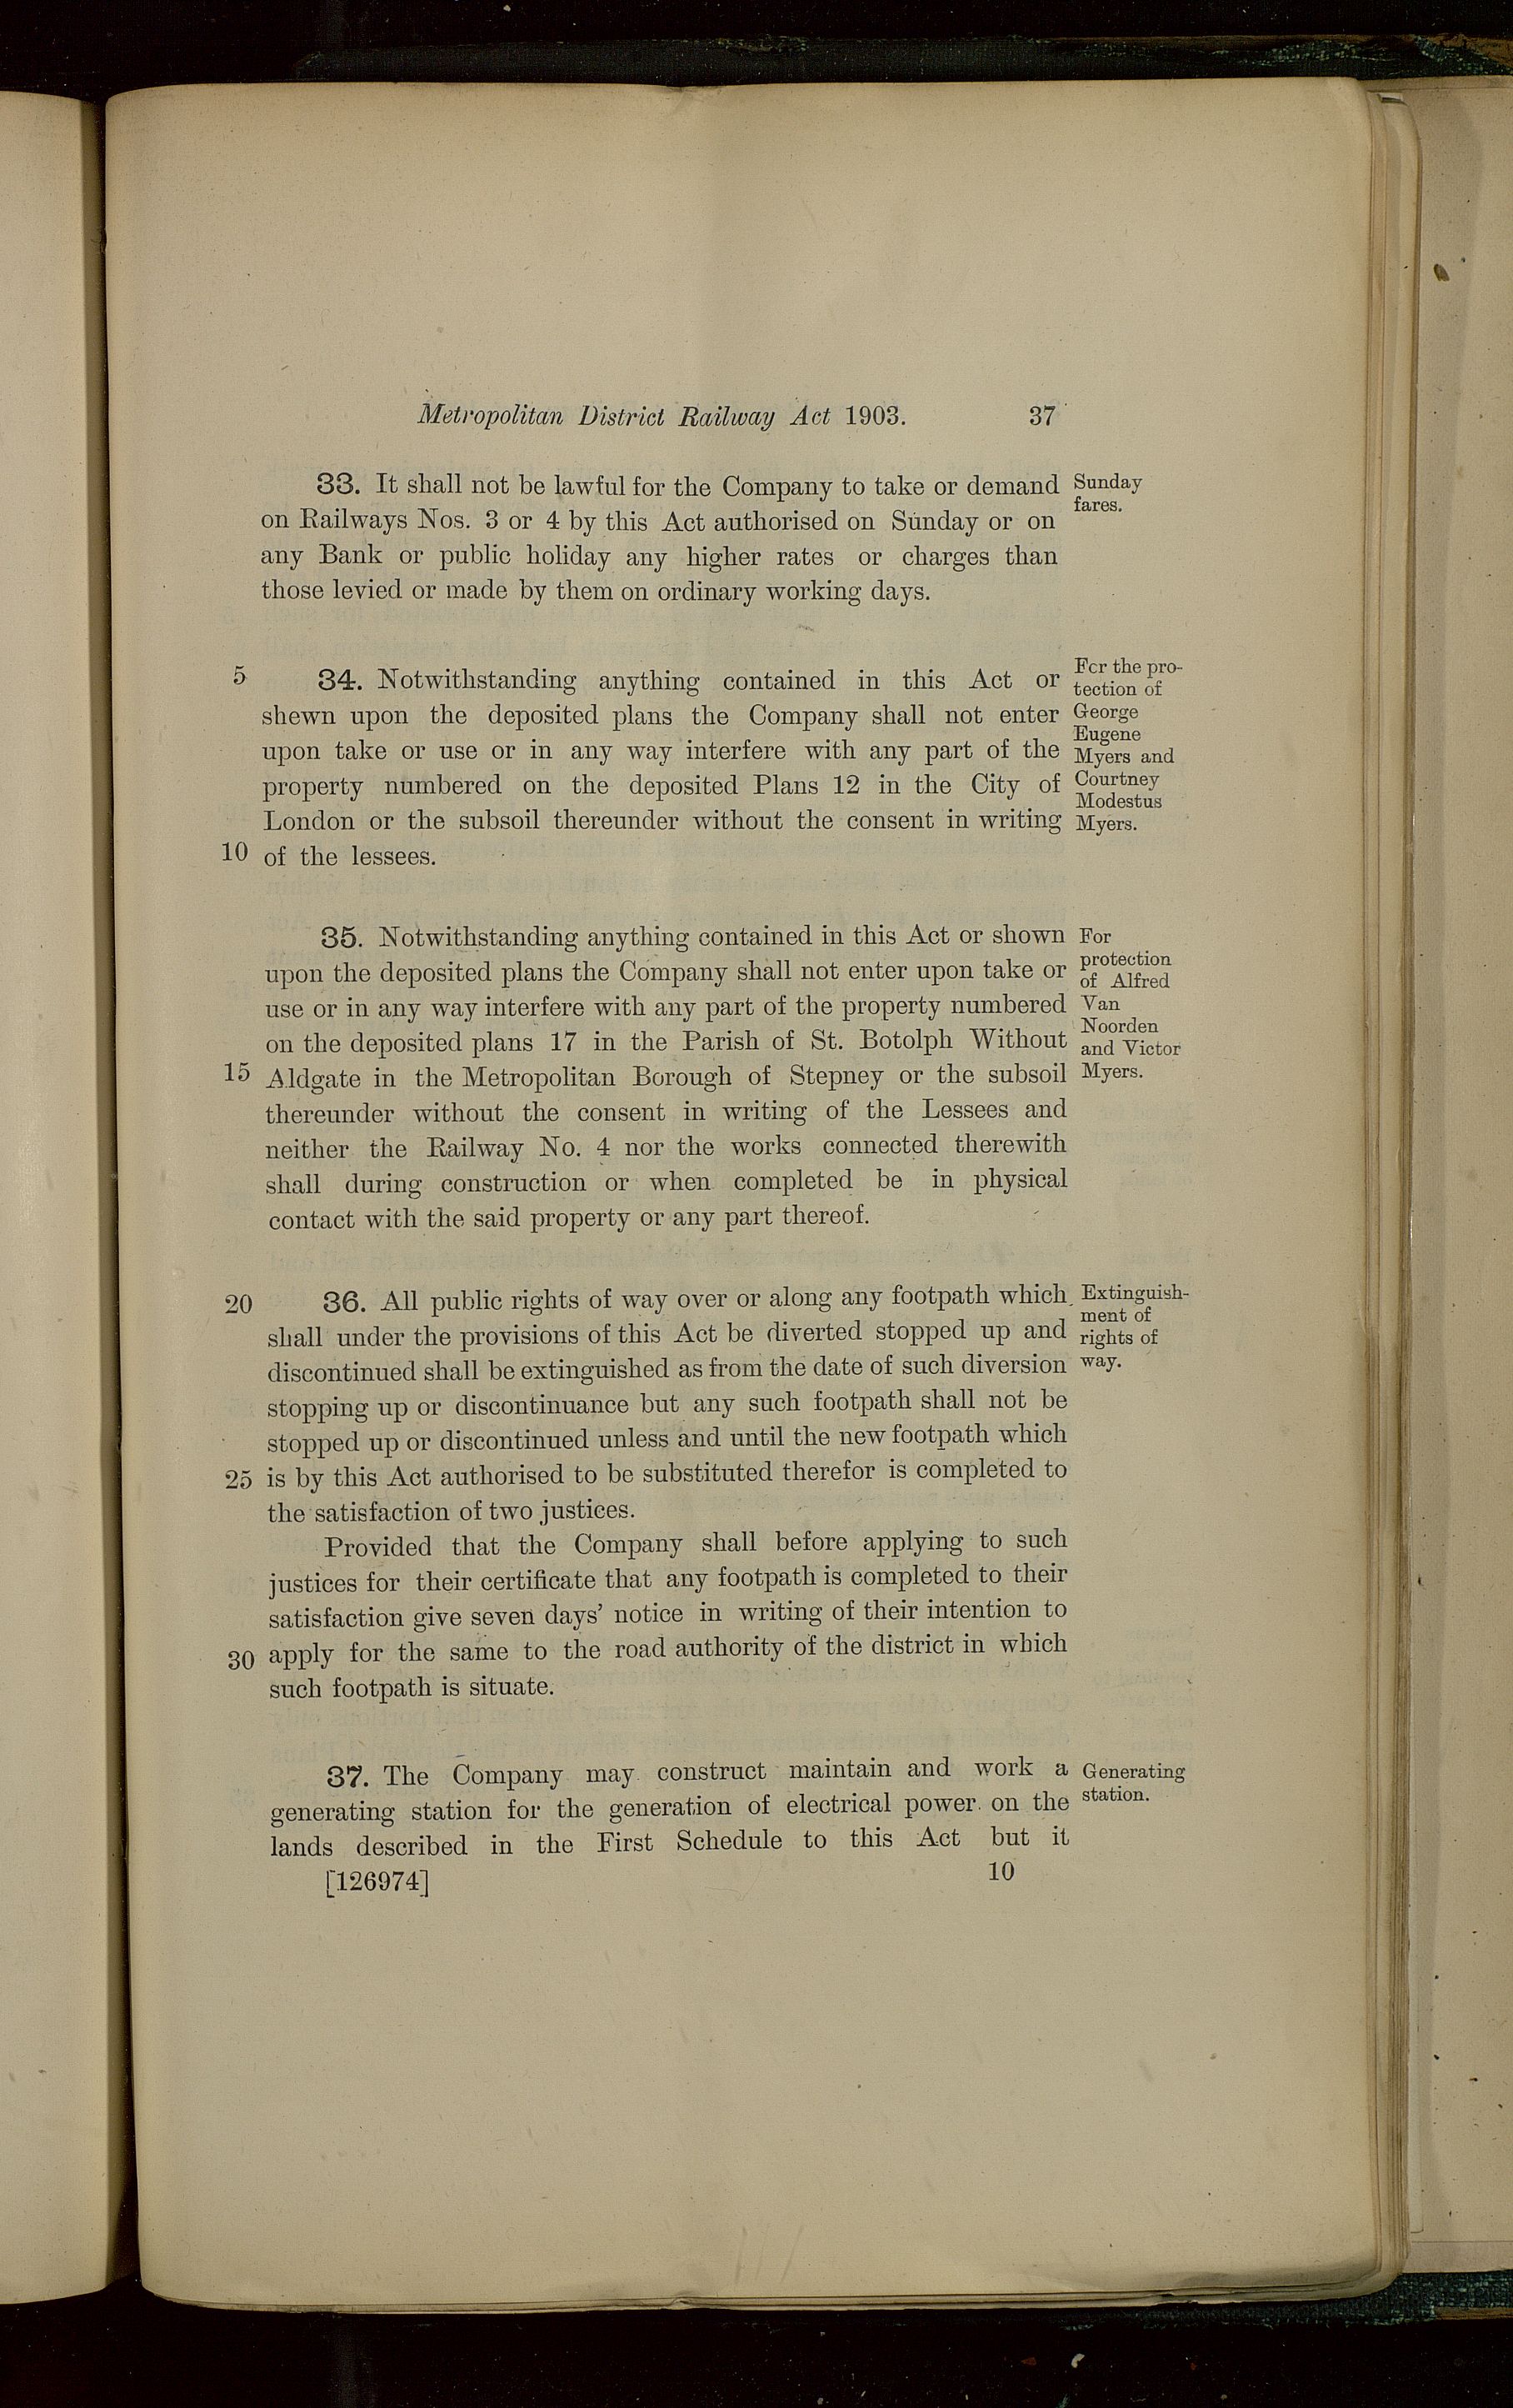 Metropolitan District Railway Act 1903. 37
33. It shall not be lawful for the Company to take or demand
on Railways Nos. 3 or 4 by this Act authorised on Sunday or on
any Bank or public holiday any higher rates or charges than
those levied or made by them on ordinary working days.
Sunday
fares.
5 34. Notwithstanding anything contained in this Act or
shewn upon the deposited plans the Company shall not enter
upon take or use or in any way interfere with any part of the
property numbered on the deposited Plans 12 in the City of
London or the subsoil thereunder without the consent in writing
10 of the lessees.
For the pro-
tection of
George
Eugene
Myers and
Courtney
Modestus
Myers.
35. Notwithstanding anything contained in this Act or shown
upon the deposited plans the Company shall not enter upon take or
use or in any way interfere with any part of the property numbered
on the deposited plans 17 in the Parish of St. Botolph Without
15 Aldgate in the Metropolitan Borough of Stepney or the subsoil
thereunder without the consent in writing of the Lessees and
neither the Railway No. 4 nor the works connected therewith
shall during construction or when completed be in physical
contact with the said property or any part thereof.
For
protection
of Alfred
Van
Noorden
and Victor
Myers.
20 36. All public rights of way over or along any footpath which
shall under the provisions of this Act be diverted stopped up and
discontinued shall be extinguished as from the date of such diversion
stopping up or discontinuance but any such footpath shall not be
stopped up or discontinued unless and until the new footpath which
25 is by this Act authorised to be substituted therefor is completed to
the satisfaction of two justices.
Extinguish-
ment of
rights of
way.
Provided that the Company shall before applying to such
justices for their certificate that any footpath is completed to their
satisfaction give seven days' notice in writing of their intention to
30 apply for the same to the road authority of the district in which
such footpath is situate.
37. The Company may construct maintain and work a
generating station for the generation of electrical power on the
lands described in the First Schedule to this Act but it
Generating
station.
[126974] 10